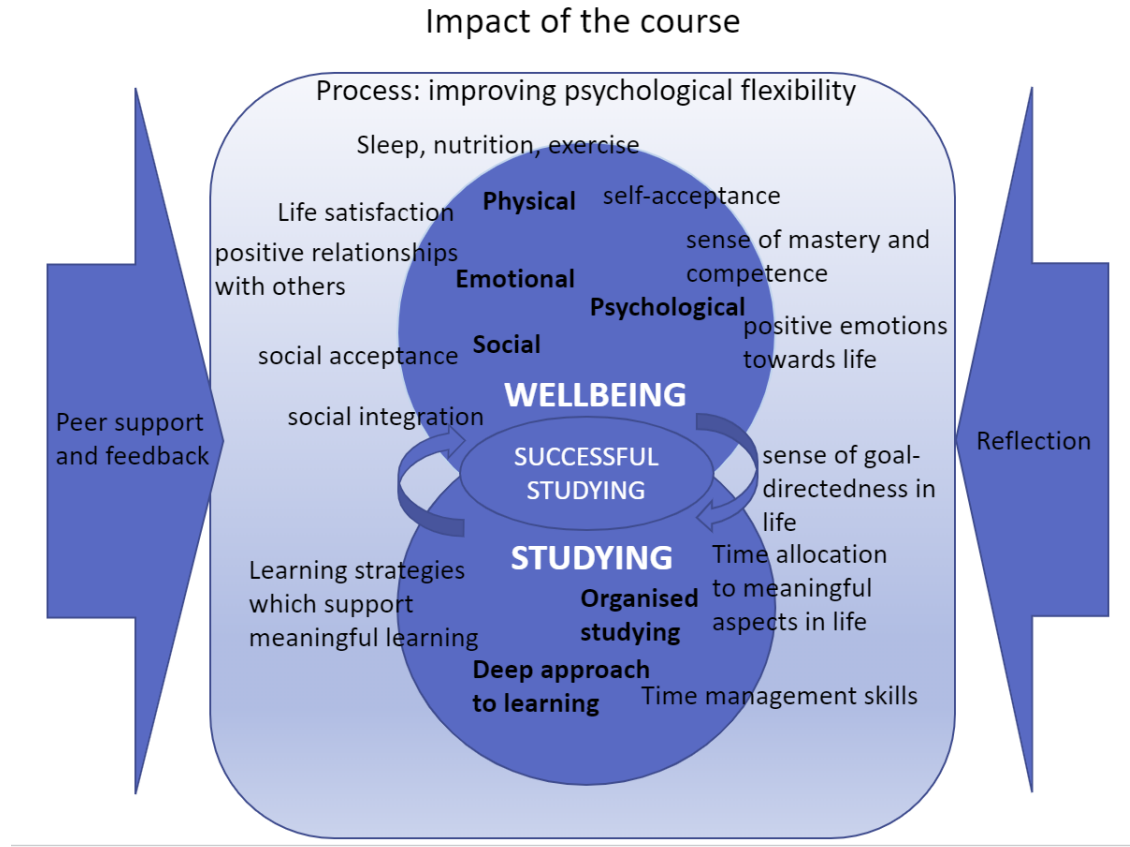 Impact of the course
Process: improving psychological flexibility
Sleep, nutrition, exercise
Physical
self-acceptance
Life satisfaction
positive relationships
with others
sense of mastery and
competence
Emotional
Psychological
positive emotions
towards life
Social
social acceptance
WELLBEING
social integration
Peer support
and feedback
Reflection
SUCCESSFUL
STUDYING
sense of goal-
directedness in
life
STUDYING
Time allocation
to meaningful
aspects in life
Learning strategies
which support
meaningful learning
Organised
studying
Deep approach
to learning
Time management skills